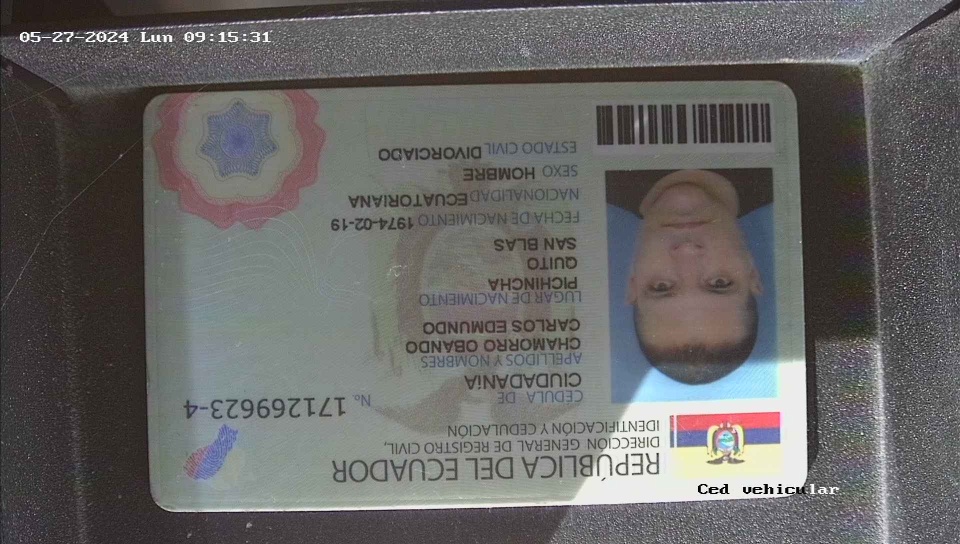 05-27-2024 Lun 09:15:31
REPÚBLICA DEL ECUADOR
DIRECCIÓN GENERAL DE REGISTRO CIVIL,
IDENTIFICACIÓN Y CEDULACIÓN
CÉDULA DE No. 171269623-4
CIUDADANÍA
APELLIDOS Y NOMBRES
CHAMORRO OBANDO
CARLOS EDMUNDO
LUGAR DE NACIMIENTO
PICHINCHA
QUITO
SAN BLAS
FECHA DE NACIMIENTO 1974-02-19
NACIONALIDAD ECUATORIANA
SEXO HOMBRE
ESTADO CIVIL DIVORCIADO
Ced vehicular